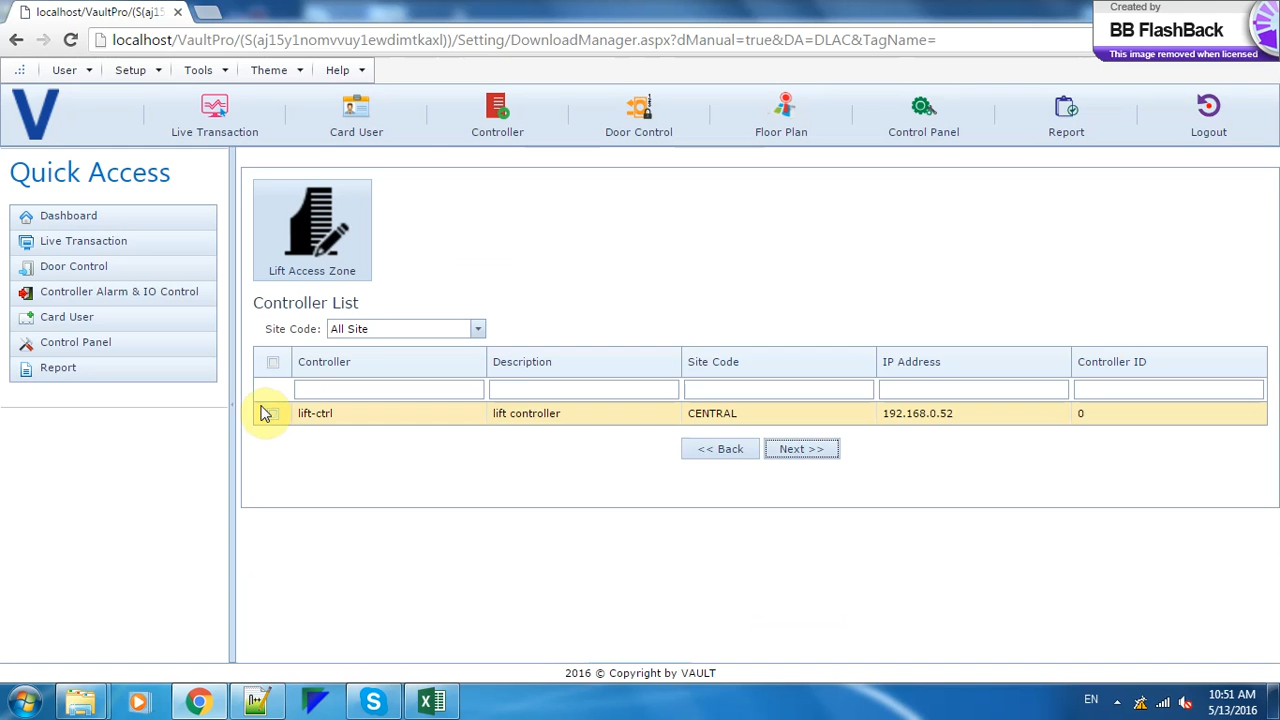 localhost/VaultPro/(S(aj15
Created by
BB FlashBack
This image removed when licensed
localhost/VaultPro/(S(aj15y1nomvvuy1ewdimtmlxl))/Setting/DownloadManager.aspx?dManual=true&DA=DLAC&TagName=
User Setup Tools Theme Help
V
Live Transaction Card User Controller Door Control Floor Plan Control Panel Report Logout
Quick Access
Dashboard
Live Transaction
Door Control
Controller Alarm & IO Control
Card User
Control Panel
Report
Lift Access Zone
Controller List
Site Code: All Site
Controller Description Site Code IP Address Controller ID
lift-ctrl lift controller CENTRAL 192.168.0.52 0
<< Back Next >>
2016 © Copyright by VAULT
EN
10:51 AM
5/13/2016